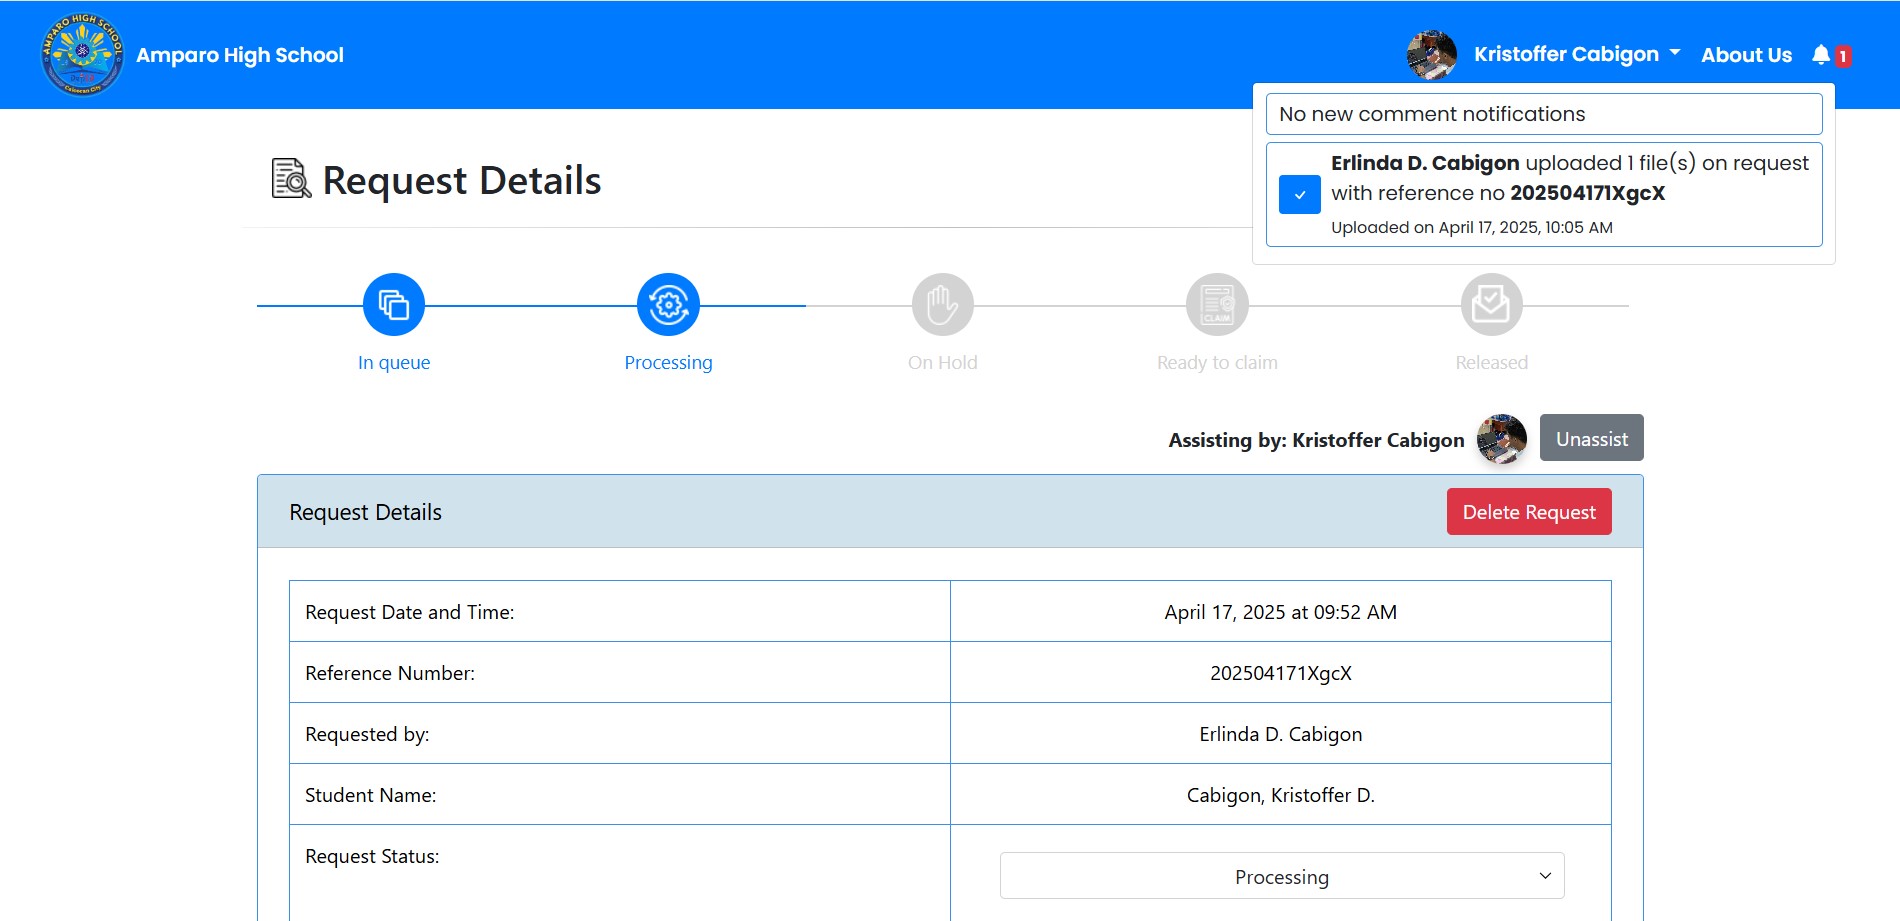 AMPARO HIGH SCHOOL
Caloocan City
Amparo High School
Kristoffer Cabigon
About Us
1
No new comment notifications
Erlinda D. Cabigon uploaded 1 file(s) on request
with reference no 202504171XgcX
Uploaded on April 17, 2025, 10:05 AM
Request Details
CLAIM
In queue
Processing
On Hold
Ready to claim
Released
Assisting by: Kristoffer Cabigon
Unassist
Request Details
Delete Request
Request Date and Time:
April 17, 2025 at 09:52 AM
Reference Number:
202504171XgcX
Requested by:
Erlinda D. Cabigon
Student Name:
Cabigon, Kristoffer D.
Request Status:
Processing